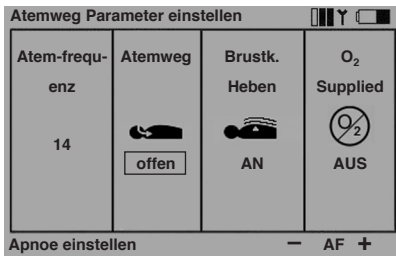 Atemweg Parameter einstellen
Atem-frequ-
enz
14
Atemweg
offen
Brustk.
Heben
AN
O₂
Supplied
O₂
AUS
Apnoe einstellen
− AF +